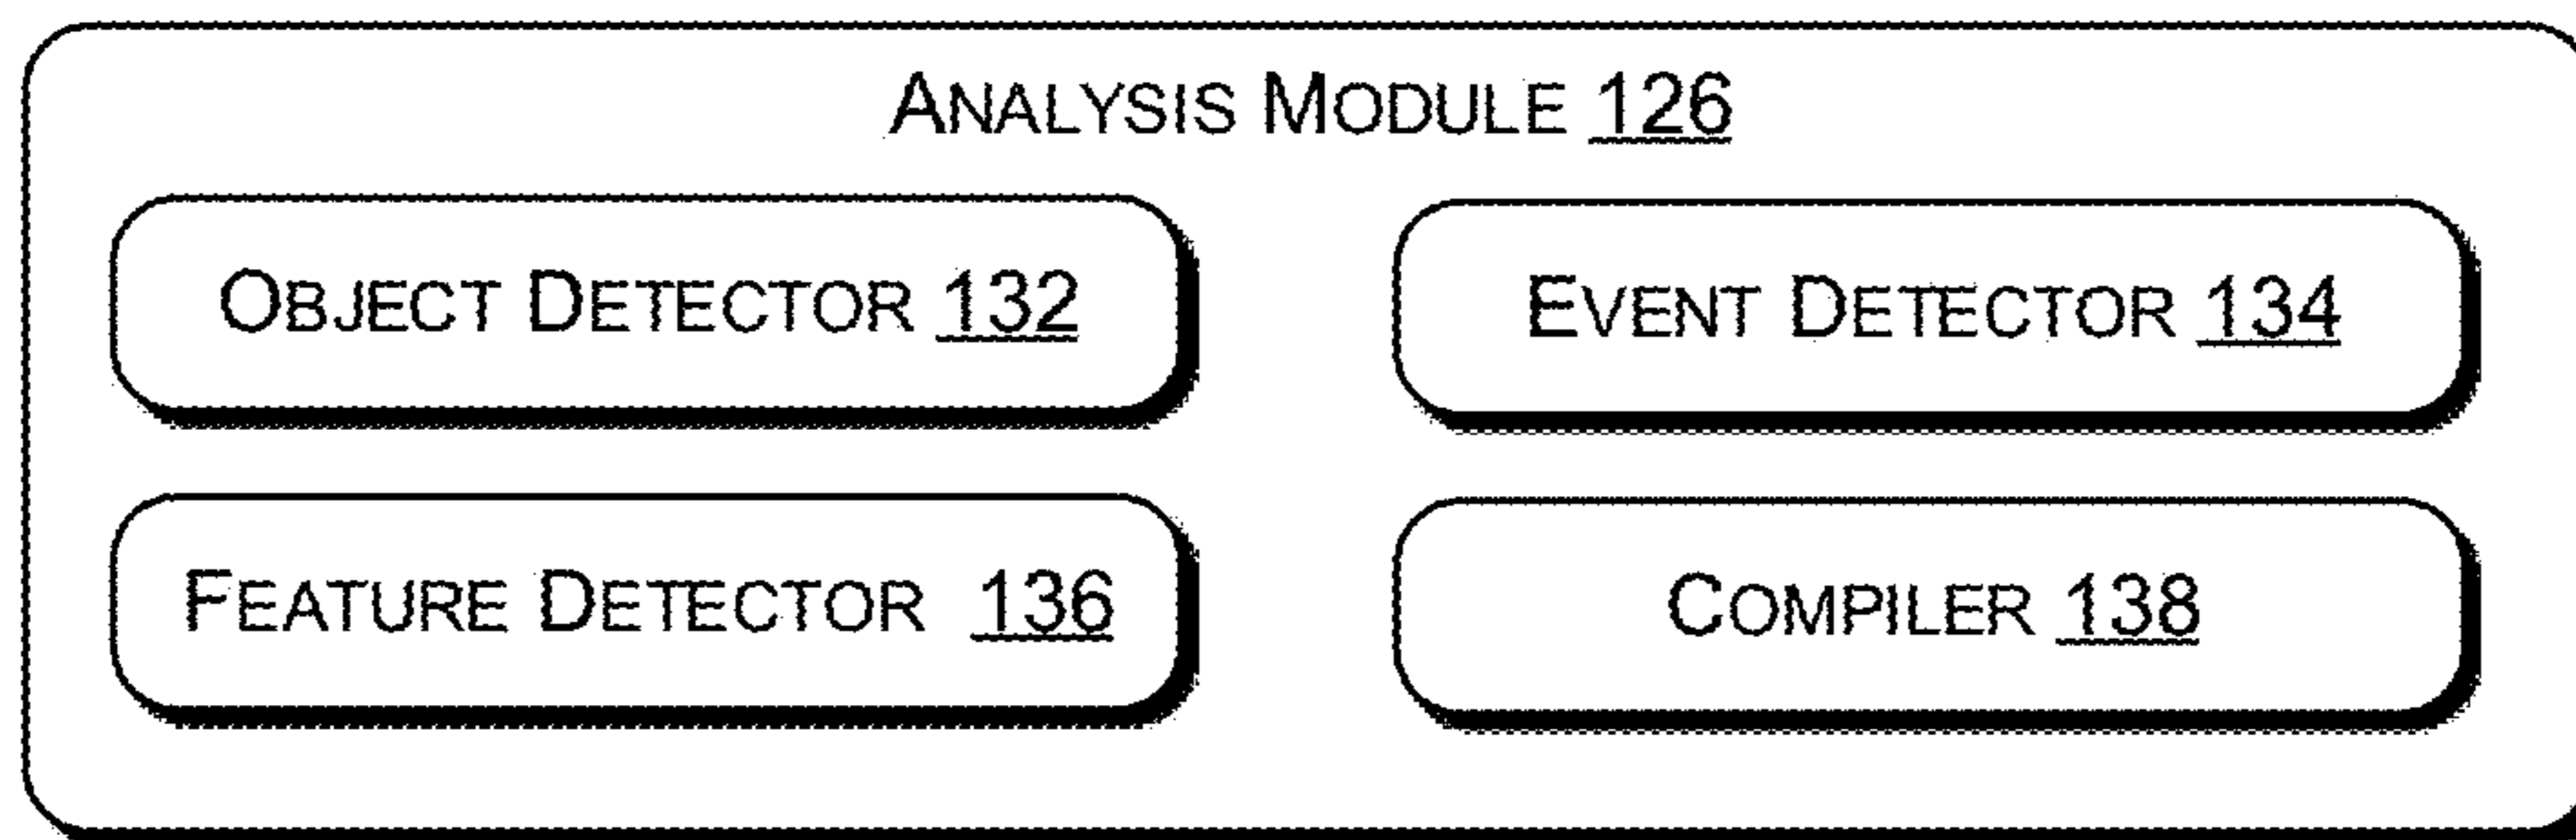 ANALYSIS MODULE 126
OBJECT DETECTOR 132
EVENT DETECTOR 134
FEATURE DETECTOR 136
COMPILER 138